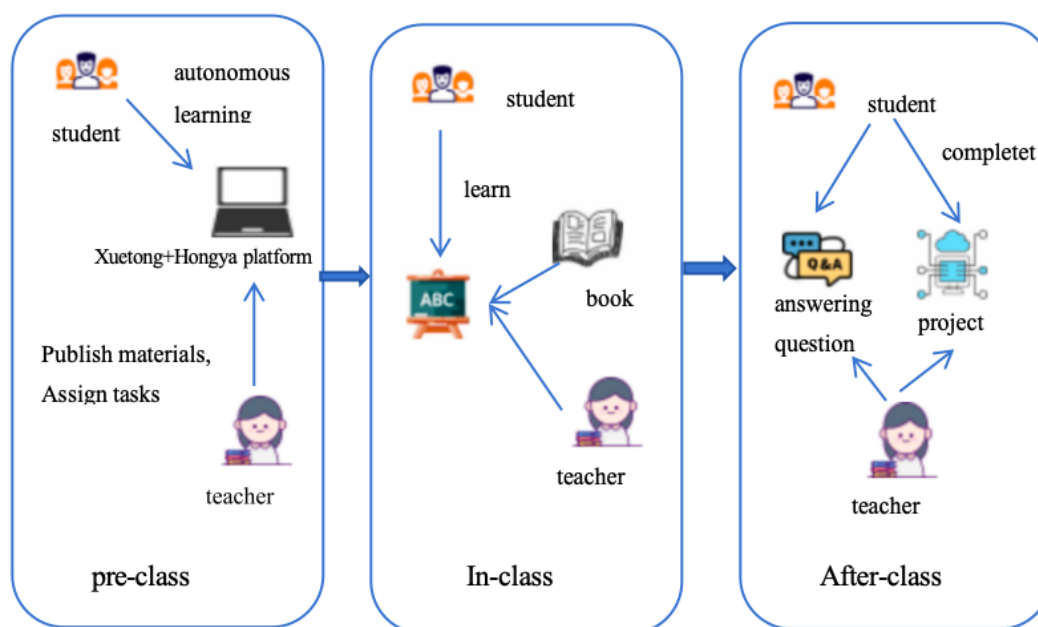 autonomous
learning
student
Xuetong+Hongya platform
Publish materials,
Assign tasks
teacher
pre-class
student
learn
ABC
book
teacher
In-class
student
completet
Q&A
answering
question
project
teacher
After-class